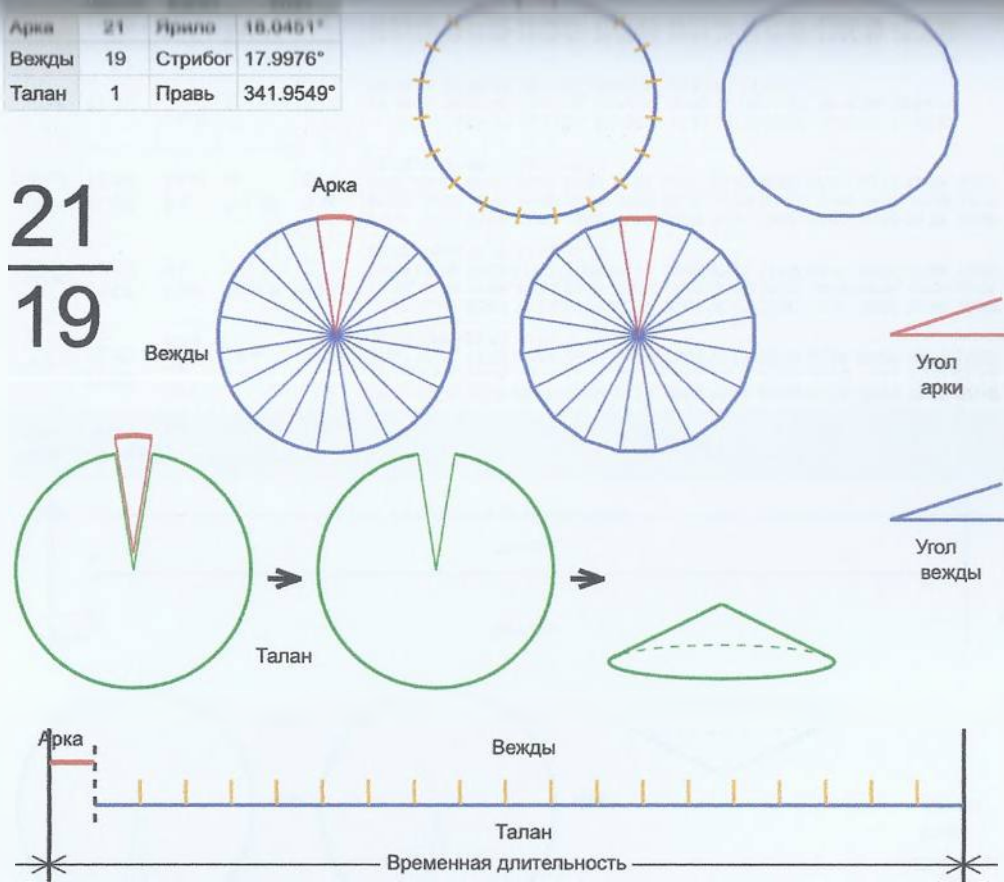 Арка 21 Ярило 18.0451°
Вежды 19 Стрибог 17.9976°
Талан 1 Правь 341.9549°
21
19
Арка
Вежды
Угол
арки
Угол
вежды
Талан
Арка
Вежды
Талан
Временная длительность